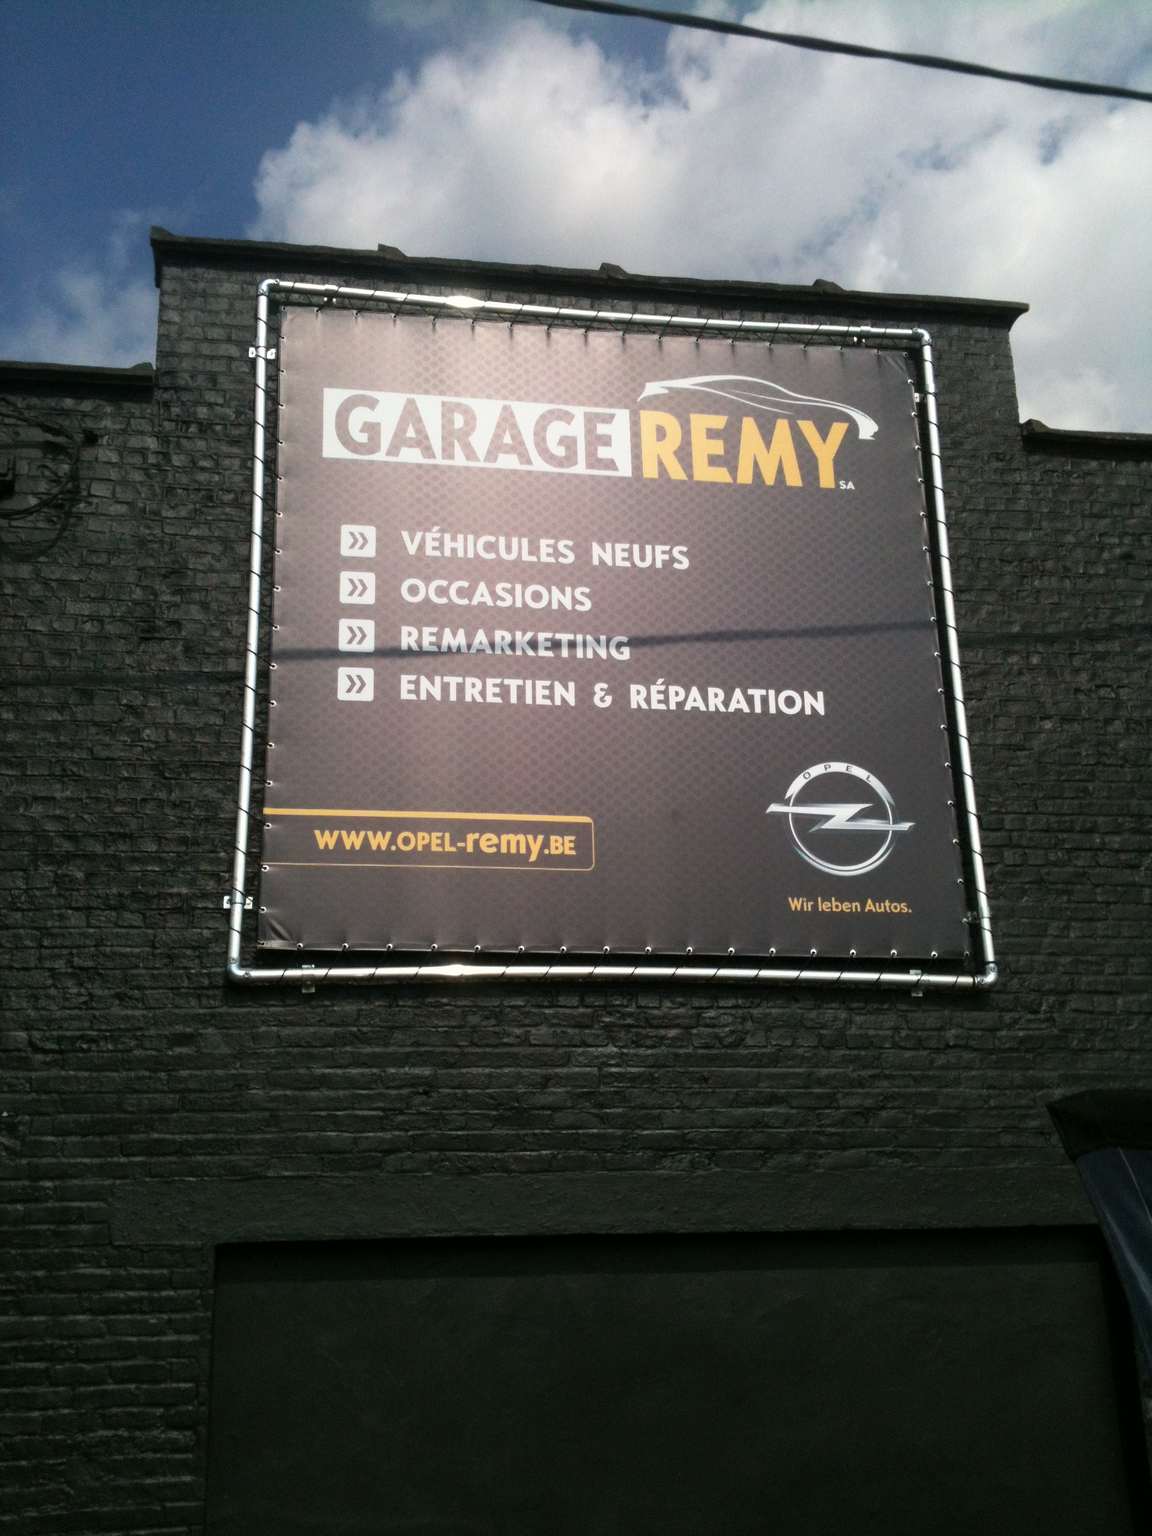 GARAGE REMY SA
VÉHICULES NEUFS
OCCASIONS
REMARKETING
ENTRETIEN & RÉPARATION
WWW.OPEL-remy.BE
OPEL
Wir leben Autos.